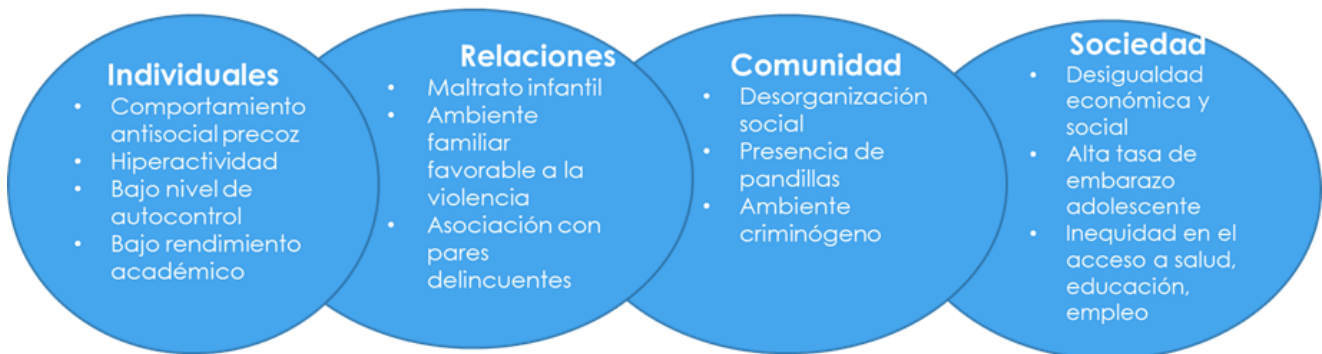 Individuales
• Comportamiento
antisocial precoz
• Hiperactividad
• Bajo nivel de
autocontrol
• Bajo rendimiento
académico
Relaciones
• Maltrato infantil
• Ambiente
familiar
favorable a la
violencia
• Asociación con
pares
delincuentes
Comunidad
• Desorganización
social
• Presencia de
pandillas
• Ambiente
criminógeno
Sociedad
• Desigualdad
económica y
social
• Alta tasa de
embarazo
adolescente
• Inequidad en el
acceso a salud,
educación,
empleo